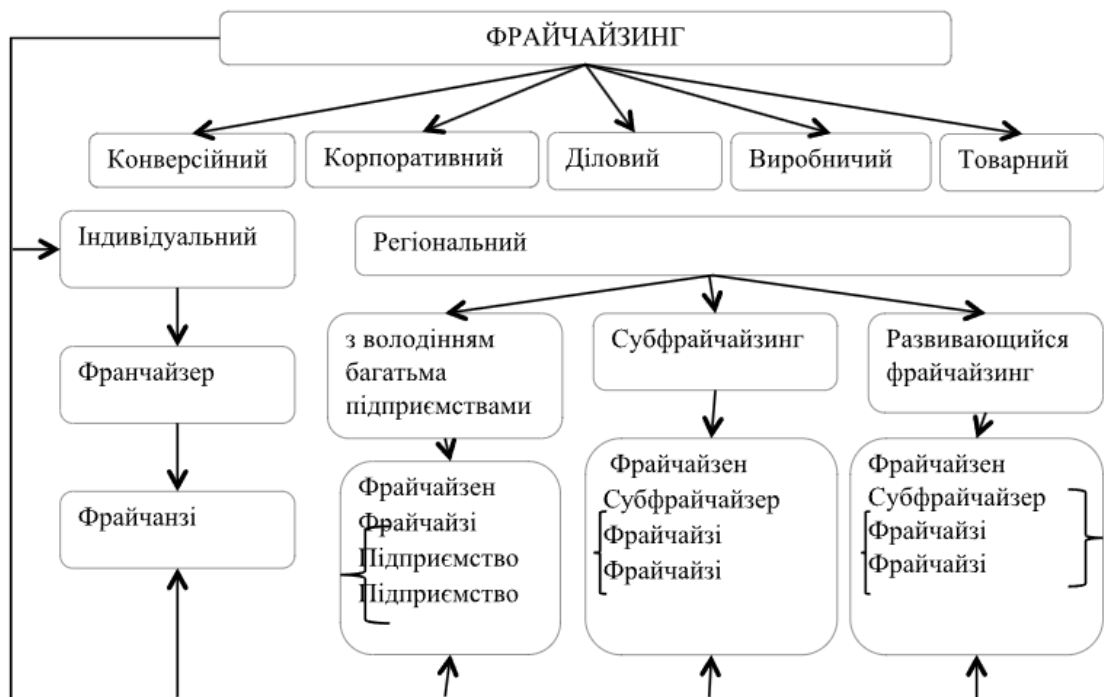 ФРАЙЧАЙЗИНГ
Конверсійний
Корпоративний
Діловий
Виробничий
Товарний
Індивідуальний
Регіональний
Франчайзер
з володінням
багатьма
підприємствами
Субфрайчайзинг
Развивающийся
фрайчайзинг
Фрайчанзі
Фрайчайзен
Фрайчайзі
Підприємство
Підприємство
Фрайчайзен
Субфрайчайзер
Фрайчайзі
Фрайчайзі
Фрайчайзен
Субфрайчайзер
Фрайчайзі
Фрайчайзі